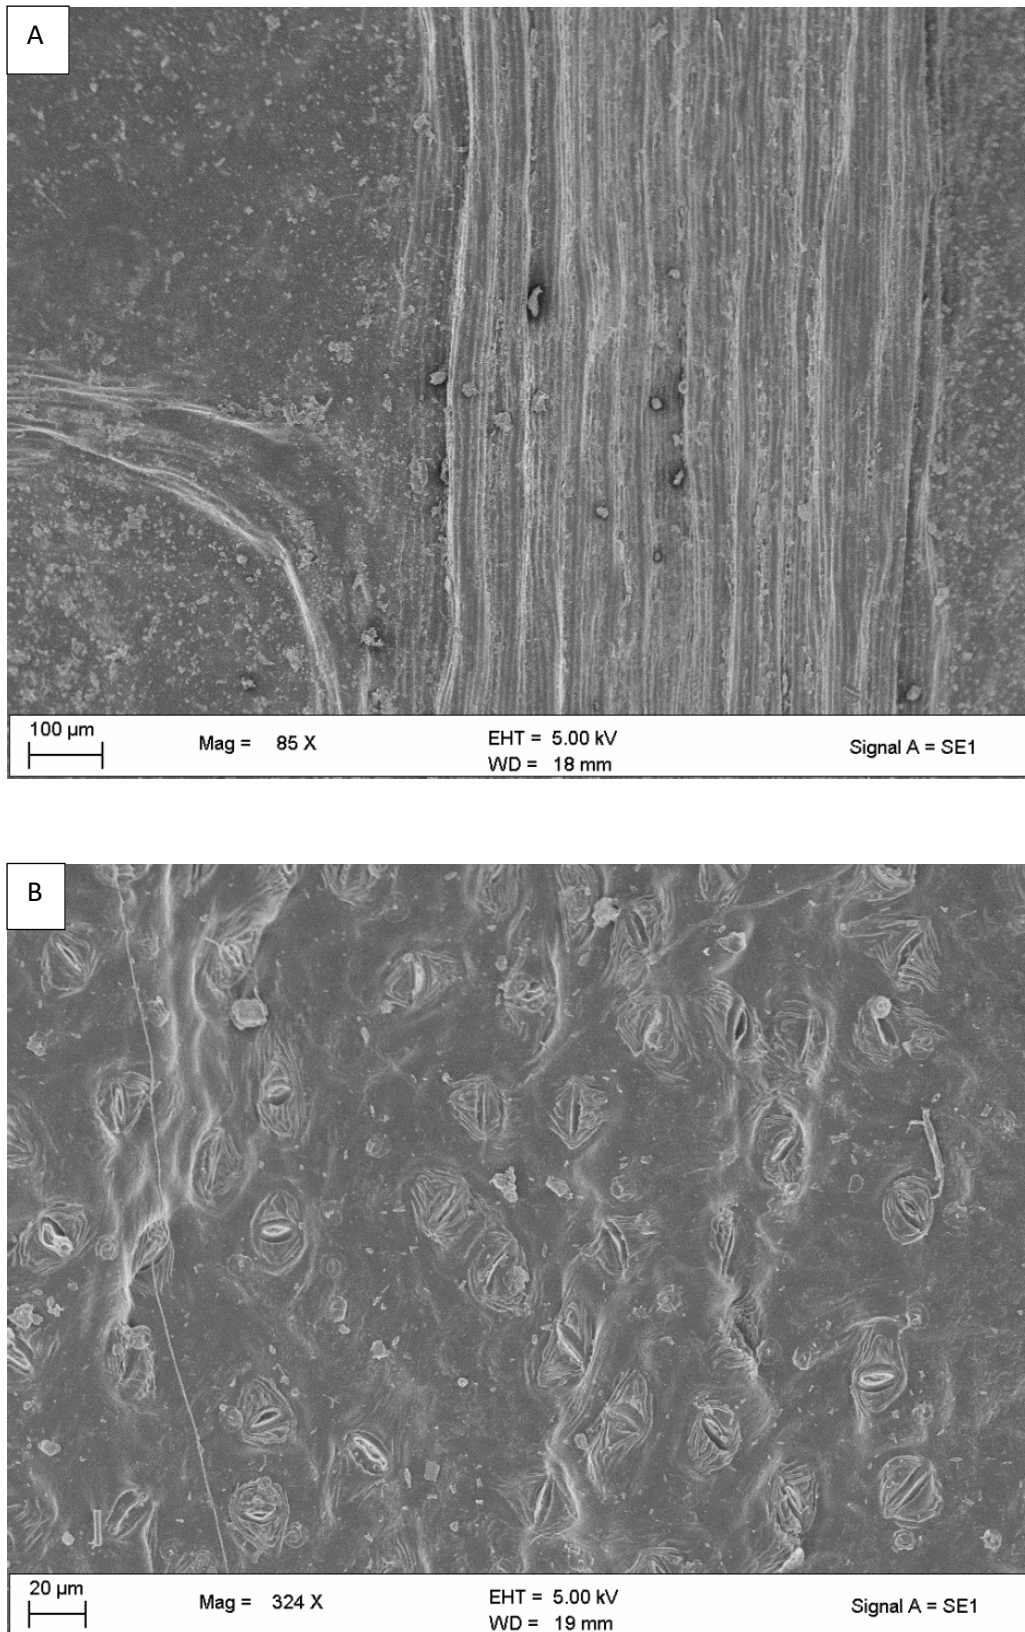 A
100 µm
Mag = 85 X
EHT = 5.00 kV
WD = 18 mm
Signal A = SE1
B
20 µm
Mag = 324 X
EHT = 5.00 kV
WD = 19 mm
Signal A = SE1